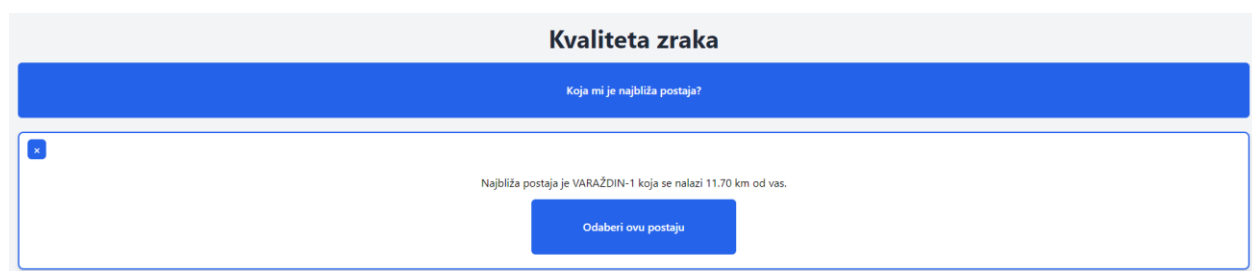 Kvaliteta zraka
Koja mi je najbliža postaja?
×
Najbliža postaja je VARAŽDIN-1 koja se nalazi 11.70 km od vas.
Odaberi ovu postaju